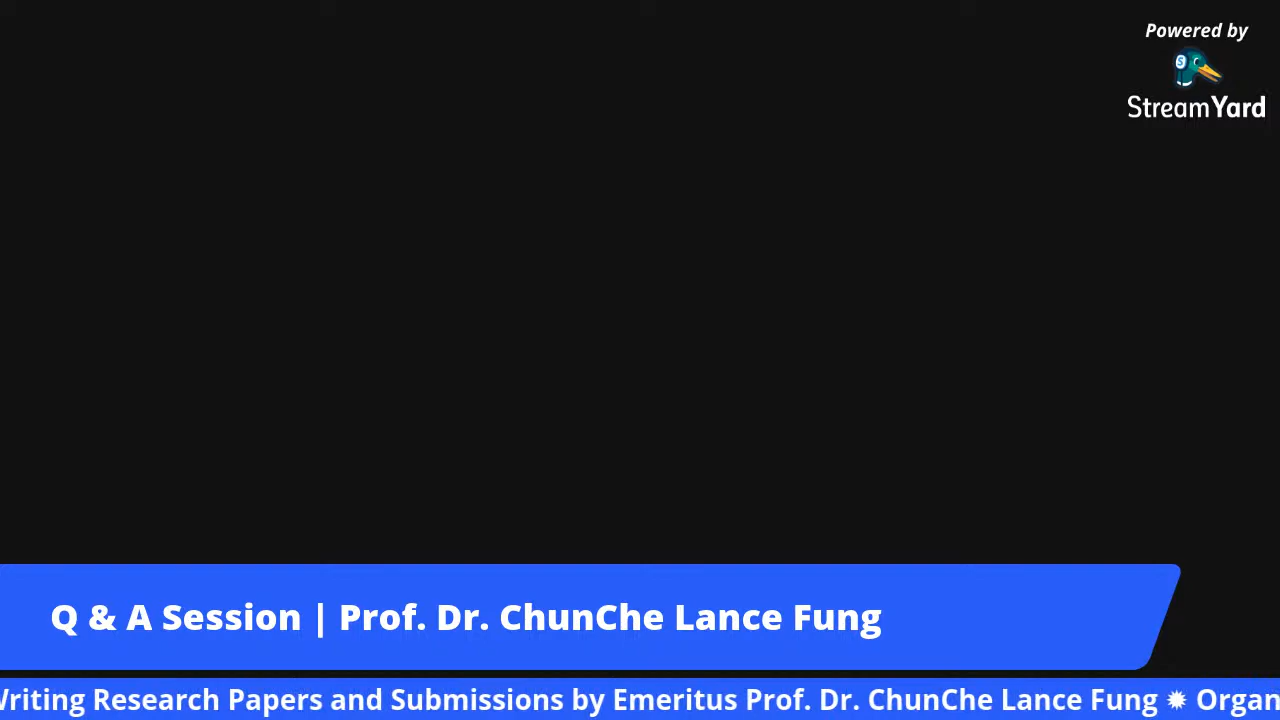 Powered by
S
StreamYard
Q & A Session | Prof. Dr. ChunChe Lance Fung
Writing Research Papers and Submissions by Emeritus Prof. Dr. ChunChe Lance Fung ✹ Organ